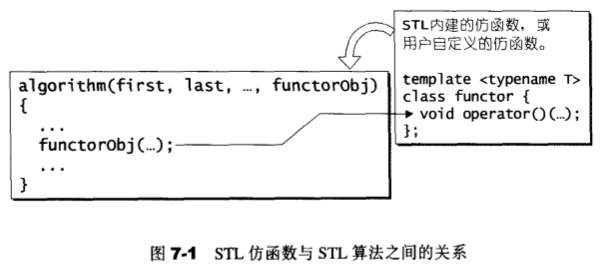 STL内建的仿函数，或
用户自定义的仿函数。
template <typename T>
class functor {
void operator()(…);
};
algorithm(first, last, …, functorObj)
{
...
functorObj(…);
...
}
图 7-1 STL 仿函数与 STL 算法之间的关系